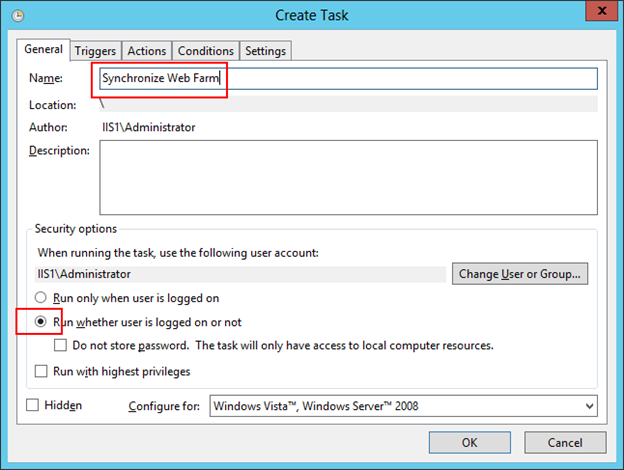 Create Task
x
General Triggers Actions Conditions Settings
Name: Synchronize Web Farm
Location: \
Author: IIS1\Administrator
Description:
Security options
When running the task, use the following user account:
IIS1\Administrator Change User or Group...
Run only when user is logged on
Run whether user is logged on or not
Do not store password. The task will only have access to local computer resources.
Run with highest privileges
Hidden Configure for: Windows Vista™, Windows Server™ 2008
OK Cancel